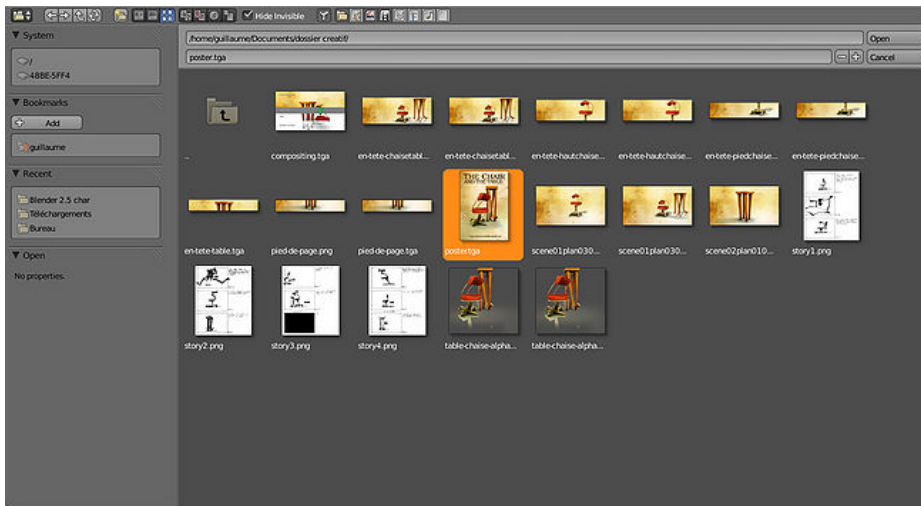 Hide Invisible
System
/
48BE-5FF4
Bookmarks
Add
guillaume
Recent
Blender 2.5 char
Téléchargements
Bureau
Open
No properties.
/home/guillaume/Documents/dossier creatif/
Open
poster.tga
Cancel
..
compositing.tga
en-tete-chaisetabl...
en-tete-chaisetabl...
en-tete-hautchaise...
en-tete-hautchaise...
en-tete-piedchaise...
en-tete-piedchaise...
en-tete-table.tga
pied-de-page.png
pied-de-page.tga
THE CHAIR
AND THE TABLE
poster.tga
scene01plan030...
scene01plan030...
scene02plan010...
story1.png
story2.png
story3.png
story4.png
table-chaise-alpha...
table-chaise-alpha...